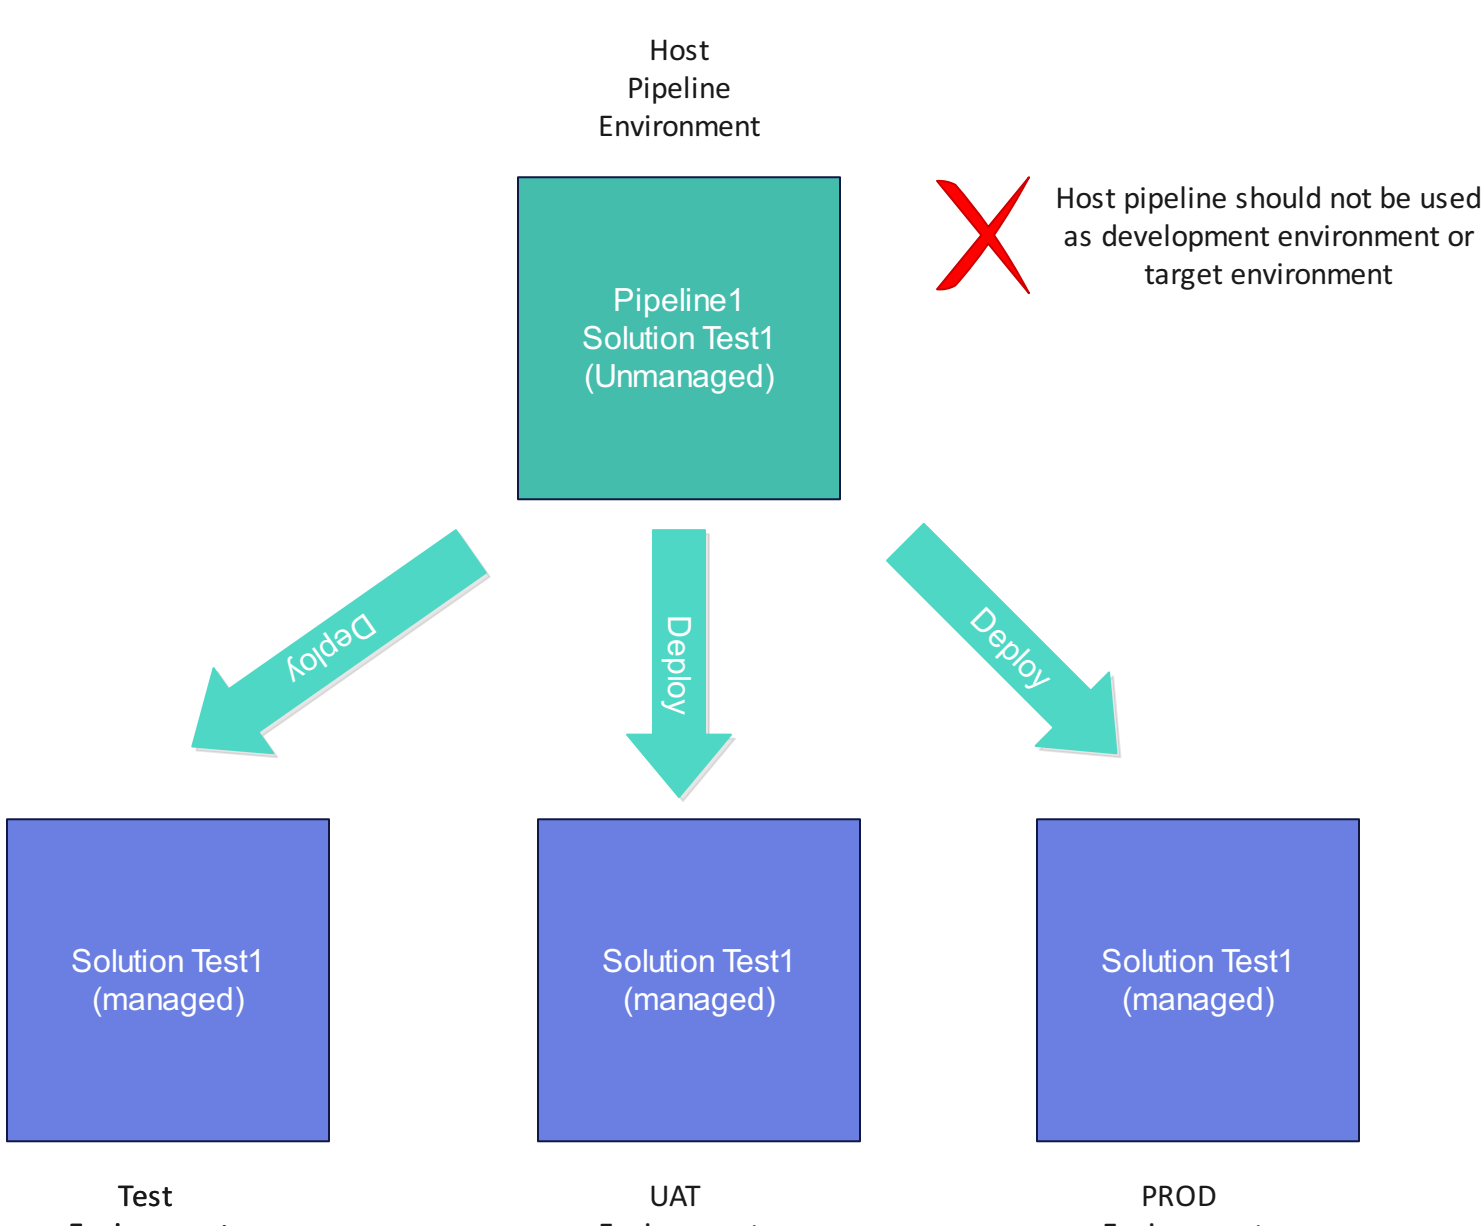 Host
Pipeline
Environment
Host pipeline should not be used
as development environment or
target environment
Pipeline1
Solution Test1
(Unmanaged)
Deploy
Deploy
Deploy
Solution Test1
(managed)
Solution Test1
(managed)
Solution Test1
(managed)
Test
UAT
PROD